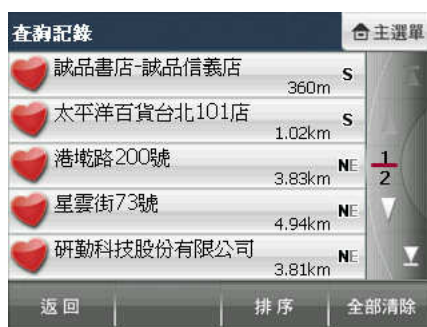 查詢記錄
主選單
誠品書店-誠品信義店
360m
S
太平洋百貨台北101店
1.02km
S
港墘路200號
3.83km
NE
星雲街73號
4.94km
NE
研勤科技股份有限公司
3.81km
NE
1
2
返回
排序
全部清除